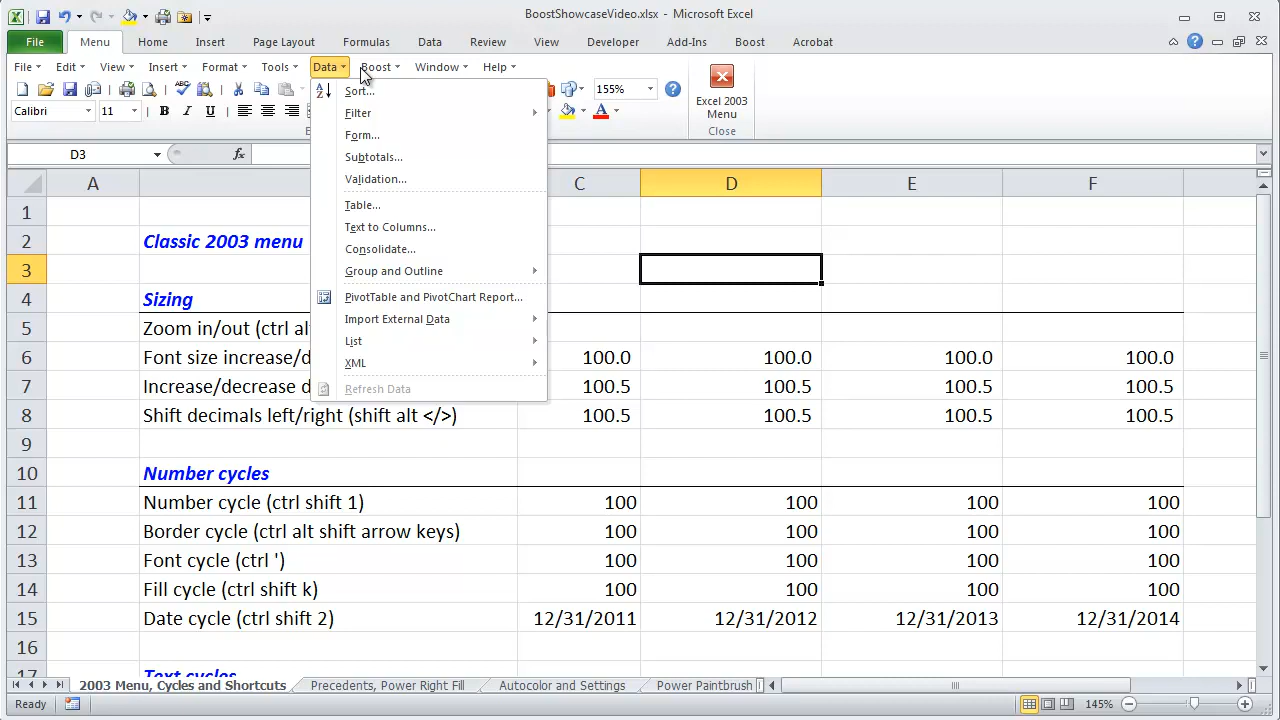 BoostShowcaseVideo.xlsx - Microsoft Excel
File Menu Home Insert Page Layout Formulas Data Review View Developer Add-Ins Boost Acrobat
File Edit View Insert Format Tools Data Boost Window Help
155%
Calibri 11 B I U A
Excel 2003
Menu
Close
Sort...
Filter
Form...
Subtotals...
Validation...
Table...
Text to Columns...
Consolidate...
Group and Outline
PivotTable and PivotChart Report...
Import External Data
List
XML
Refresh Data
D3 fx
A C D E F
1
2 Classic 2003 menu
3
4 Sizing
5 Zoom in/out (ctrl alt
6 Font size increase/d 100.0 100.0 100.0 100.0
7 Increase/decrease d 100.5 100.5 100.5 100.5
8 Shift decimals left/right (shift alt </>) 100.5 100.5 100.5 100.5
9
10 Number cycles
11 Number cycle (ctrl shift 1) 100 100 100 100
12 Border cycle (ctrl alt shift arrow keys) 100 100 100 100
13 Font cycle (ctrl ') 100 100 100 100
14 Fill cycle (ctrl shift k) 100 100 100 100
15 Date cycle (ctrl shift 2) 12/31/2011 12/31/2012 12/31/2013 12/31/2014
16
17 Text cycles
2003 Menu, Cycles and Shortcuts Precedents, Power Right Fill Autocolor and Settings Power Paintbrush
Ready 145%